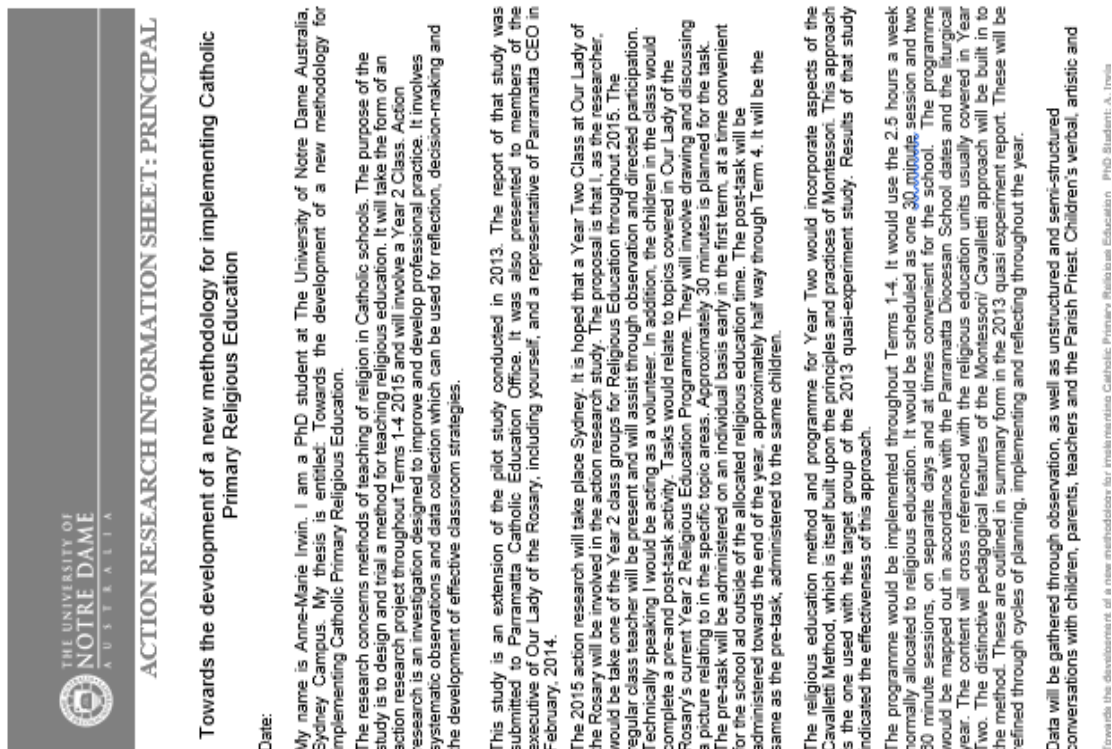 THE UNIVERSITY OF
NOTRE DAME
AUSTRALIA
ACTION RESEARCH INFORMATION SHEET: PRINCIPAL
Towards the development of a new methodology for implementing Catholic
Primary Religious Education
Date:
My name is Anne-Marie Irwin. I am a PhD student at The University of Notre Dame Australia,
Sydney Campus. My thesis is entitled: Towards the development of a new methodology for
implementing Catholic Primary Religious Education.
The research concerns methods of teaching of religion in Catholic schools. The purpose of the
study is to design and trial a method for teaching religious education. It will take the form of an
action research project throughout Terms 1-4 2015 and will involve a Year 2 Class. Action
research is an investigation designed to improve and develop professional practice. It involves
systematic observations and data collection which can be used for reflection, decision-making and
the development of effective classroom strategies.
This study is an extension of the pilot study conducted in 2013. The report of that study was
submitted to Parramatta Catholic Education Office. It was also presented to members of the
executive of Our Lady of the Rosary, including yourself, and a representative of Parramatta CEO in
February, 2014.
The 2015 action research will take place Sydney. It is hoped that a Year Two Class at Our Lady of
the Rosary will be involved in the action research study. The proposal is that I, as the researcher,
would be take one of the Year 2 class groups for Religious Education throughout 2015. The
regular class teacher will be present and will assist through observation and directed participation.
Technically speaking I would be acting as a volunteer. In addition, the children in the class would
complete a pre-and post-task activity. Tasks would relate to topics covered in Our Lady of the
Rosary's current Year 2 Religious Education Programme. They will involve drawing and discussing
a picture relating to in the specific topic areas. Approximately 30 minutes is planned for the task.
The pre-task will be administered on an individual basis early in the first term, at a time convenient
for the school ad outside of the allocated religious education time. The post-task will be
administered towards the end of the year, approximately half way through Term 4. It will be the
same as the pre-task, administered to the same children.
The religious education method and programme for Year Two would incorporate aspects of the
Cavalletti Method, which is itself built upon the principles and practices of Montessori. This approach
is the one used with the target group of the 2013 quasi-experiment study. Results of that study
indicated the effectiveness of this approach.
The programme would be implemented throughout Terms 1-4. It would use the 2.5 hours a week
normally allocated to religious education. It would be scheduled as one 30 minute session and two
80 minute sessions, on separate days and at times convenient for the school. The programme
would be mapped out in accordance with the Parramatta Diocesan School dates and the liturgical
year. The content will cross referenced with the religious education units usually covered in Year
Two. The distinctive pedagogical features of the Montessori/ Cavalletti approach will be built in to
the method. These are outlined in summary form in the 2013 quasi experiment report. These will be
refined through cycles of planning, implementing and reflecting throughout the year.
Data will be gathered through observation, as well as unstructured and semi-structured
conversations with children, parents, teachers and the Parish Priest. Children's verbal, artistic and
Towards the development of a new methodology for implementing Catholic Primary Religious Education. PhD Student: A. Irwin